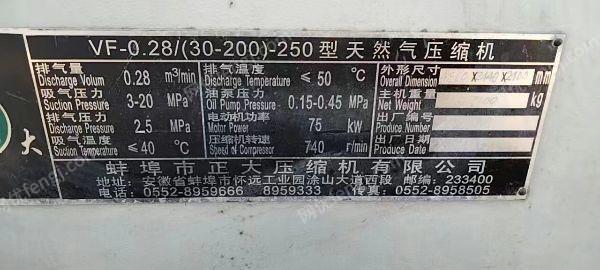 VF-0.28/(30-200)-250型天然气压缩机
排气量 Discharge Volum 0.28 m³/min 排气温度 Discharge Temperature ≤50 ℃ 外形尺寸 Overall Dimension mm
吸气压力 Suction Pressure 3-20 MPa 油泵压力 Oil Pump.Pressure 0.15-0.45 MPa 主机重量 Net Weight kg
排气压力 Discharge Pressure 2.5 MPa 电动机功率 Motor Power 75 kW 出厂编号 Produce.Number
吸气温度 Suction Temperature ≤40 ℃ 压缩机转速 Speed of Compresor 740 r/min 出厂日期 Produce Date
蚌埠市正大压缩机有限公司
地址：安徽省蚌埠市怀远工业园涂山大道西段 邮编：233400
电话：0552-8959666 8959333 传真：0552-8958505
大